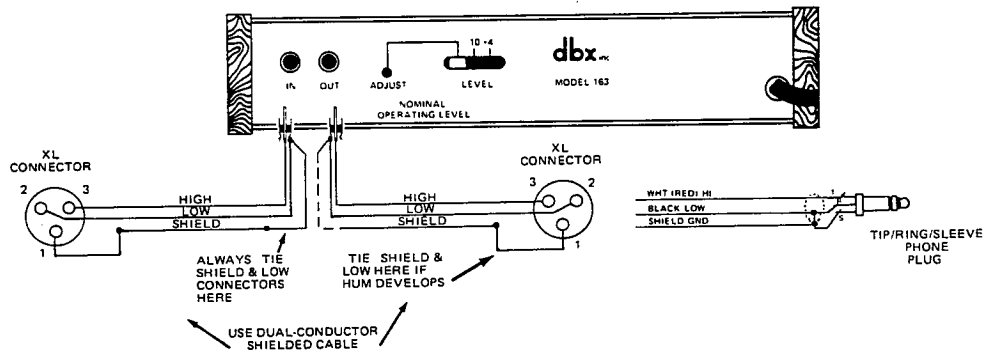 10 -4
dbx inc
IN OUT ADJUST LEVEL MODEL 163
NOMINAL
OPERATING LEVEL
XL
CONNECTOR
2 3
1
HIGH
LOW
SHIELD
HIGH
LOW
SHIELD
XL
CONNECTOR
3 2
1
WHT (RED) HI
BLACK LOW
SHIELD GND
T
S
TIP/RING/SLEEVE
PHONE
PLUG
ALWAYS TIE
SHIELD & LOW
CONNECTORS
HERE
TIE SHIELD &
LOW HERE IF
HUM DEVELOPS
USE DUAL-CONDUCTOR
SHIELDED CABLE